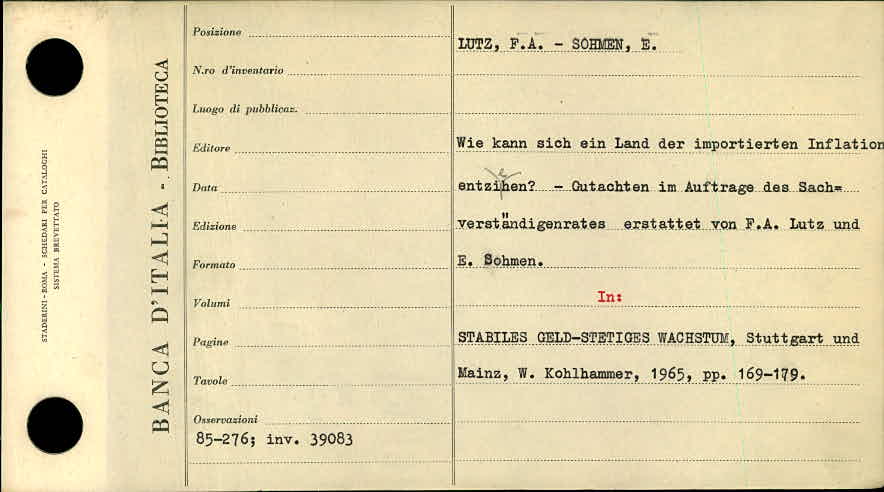 STADERINI - ROMA - SCHEDARI PER CATALOGHI
SISTEMA BREVETTATO
BANCA D'ITALIA - BIBLIOTECA
Posizione
N.ro d'inventario
Luogo di pubblicaz.
Editore
Data
Edizione
Formato
Volumi
Pagine
Tavole
Osservazioni
85-276; inv. 39083
LUTZ, F.A. - SOHMEN, E.
Wie kann sich ein Land der importierten Inflation
entziehen? - Gutachten im Auftrage des Sach=
verständigenrates erstattet von F.A. Lutz und
E. Sohmen.
In:
STABILES GELD-STETIGES WACHSTUM, Stuttgart und
Mainz, W. Kohlhammer, 1965, pp. 169-179.